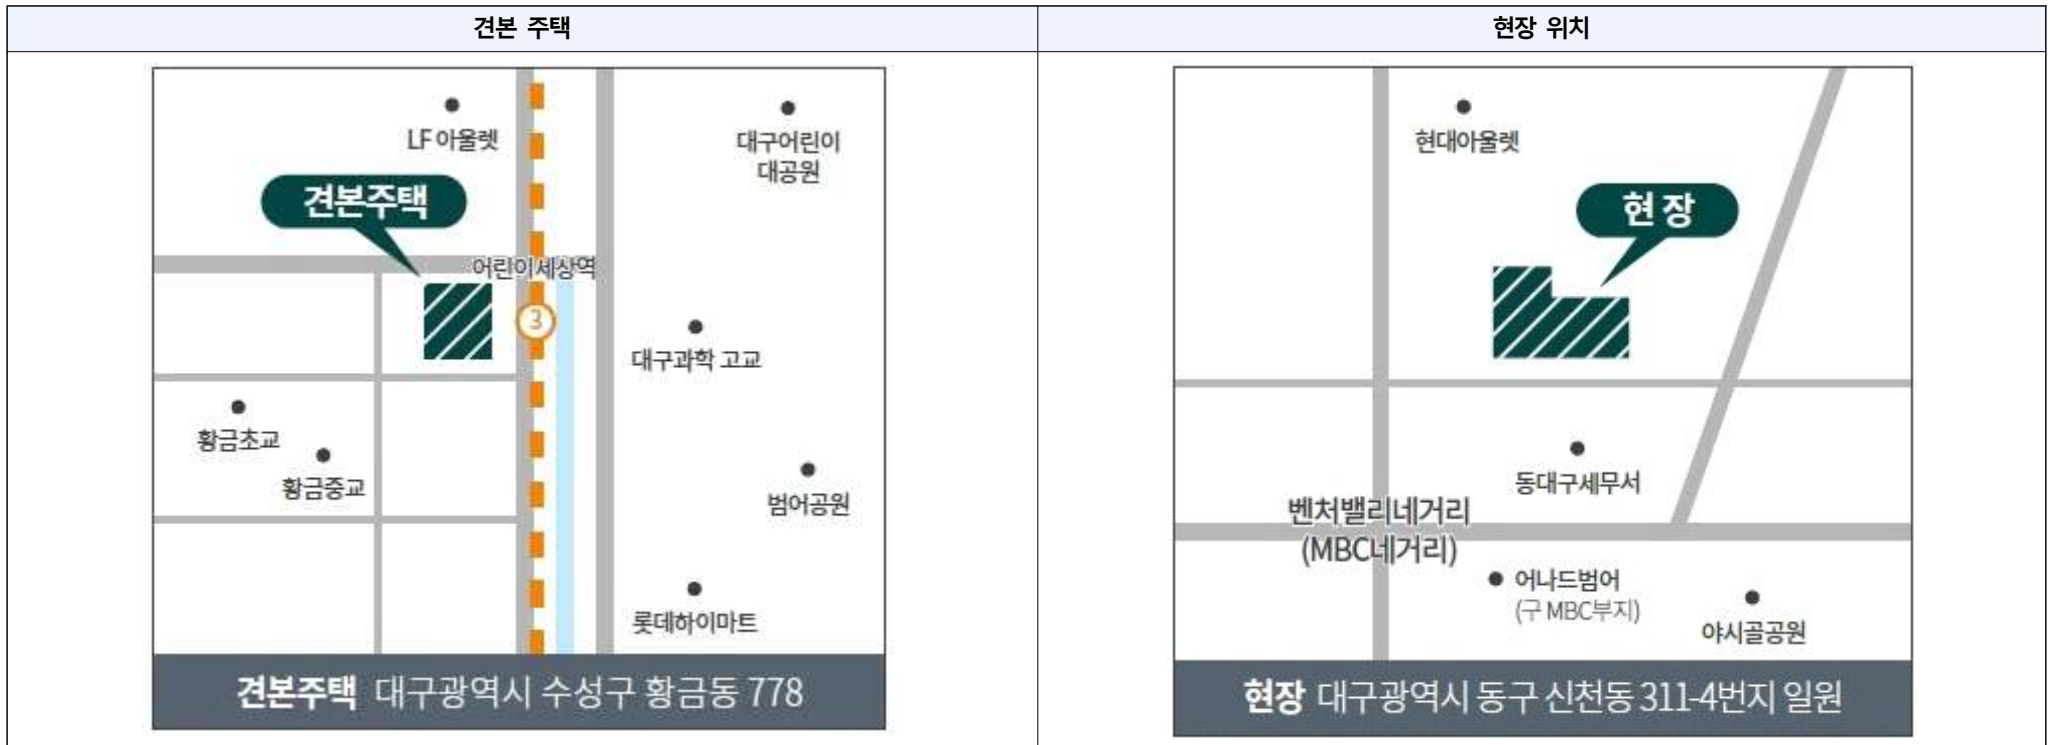 견본 주택
현장 위치
LF 아울렛
대구어린이
대공원
견본주택
어린이세상역
3
대구과학 고교
황금초교
황금중교
범어공원
롯데하이마트
견본주택 대구광역시 수성구 황금동 778
현대아울렛
현 장
동대구세무서
벤처밸리네거리
(MBC네거리)
어나드범어
(구 MBC부지)
야시골공원
현장 대구광역시 동구 신천동 311-4번지 일원